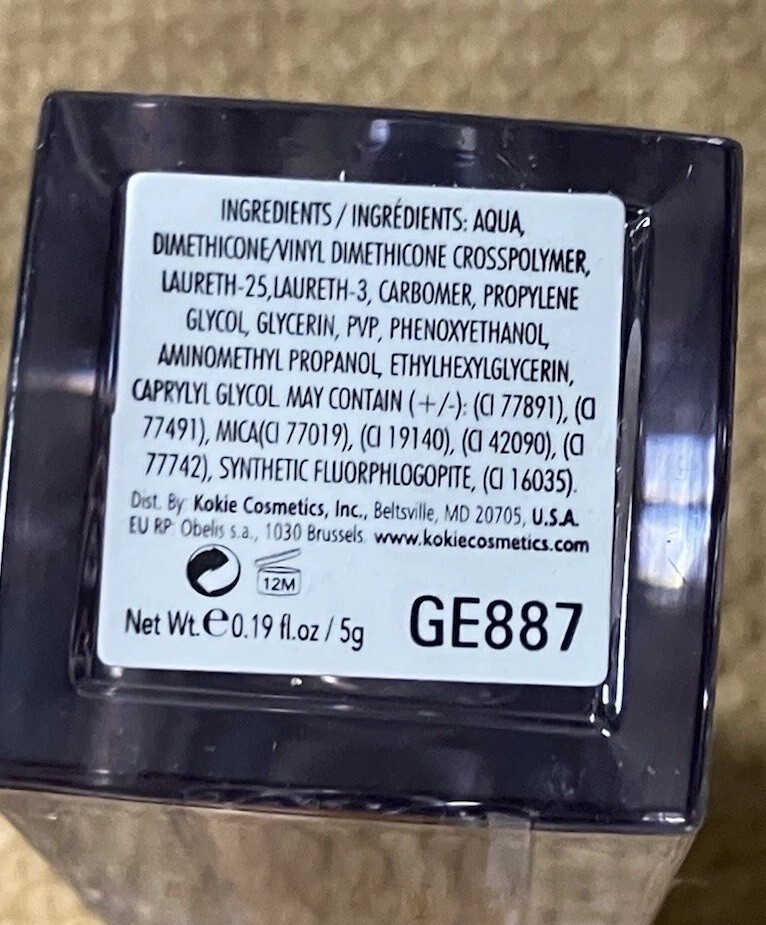 INGREDIENTS / INGRÉDIENTS: AQUA,
DIMETHICONE/VINYL DIMETHICONE CROSSPOLYMER,
LAURETH-25,LAURETH-3, CARBOMER, PROPYLENE
GLYCOL, GLYCERIN, PVP, PHENOXYETHANOL,
AMINOMETHYL PROPANOL, ETHYLHEXYLGLYCERIN,
CAPRYLYL GLYCOL. MAY CONTAIN (+/-): (CI 77891), (CI
77491), MICA(CI 77019), (CI 19140), (CI 42090), (CI
77742), SYNTHETIC FLUORPHLOGOPITE, (CI 16035).
Dist. By: Kokie Cosmetics, Inc., Beltsville, MD 20705, U.S.A.
EU RP: Obelis s.a., 1030 Brussels. www.kokiecosmetics.com
12M
Net Wt.e0.19 fl.oz / 5g GE887